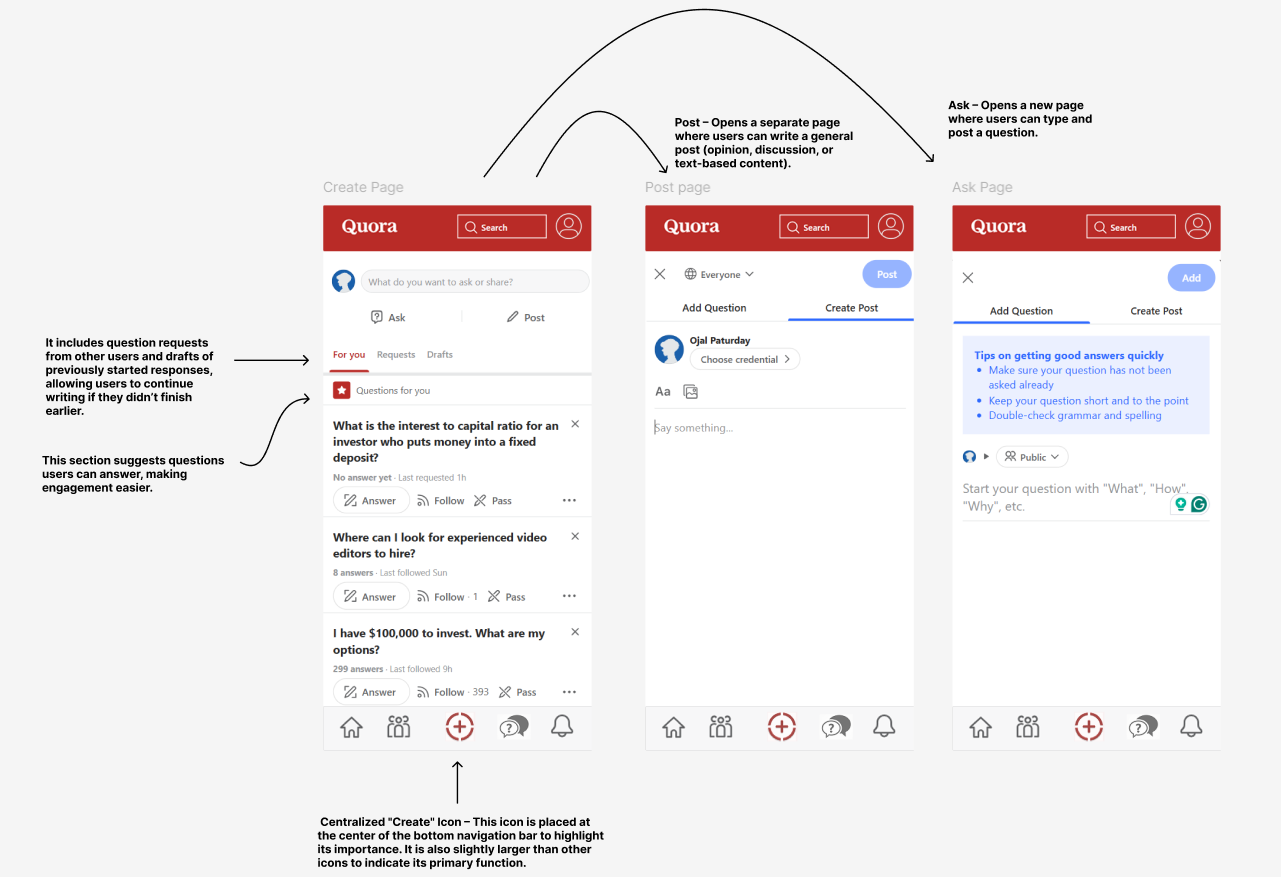 Ask – Opens a new page
where users can type and
post a question.
Post – Opens a separate page
where users can write a general
post (opinion, discussion, or
text-based content).
It includes question requests
from other users and drafts of
previously started responses,
allowing users to continue
writing if they didn't finish
earlier.
This section suggests questions
users can answer, making
engagement easier.
Create Page
Quora
Search
What do you want to ask or share?
Ask
Post
For you
Requests
Drafts
Questions for you
What is the interest to capital ratio for an
investor who puts money into a fixed
deposit?
No answer yet · Last requested 1h
Answer
Follow
Pass
Where can I look for experienced video
editors to hire?
8 answers · Last followed Sun
Answer
Follow · 1
Pass
I have $100,000 to invest. What are my
options?
299 answers · Last followed 9h
Answer
Follow · 393
Pass
Post page
Quora
Search
Everyone
Post
Add Question
Create Post
Ojal Paturday
Choose credential
Aa
Say something...
Ask Page
Quora
Search
Add
Add Question
Create Post
Tips on getting good answers quickly
Make sure your question has not been
asked already
Keep your question short and to the point
Double-check grammar and spelling
Public
Start your question with "What", "How",
"Why", etc.
Centralized "Create" Icon – This icon is placed at
the center of the bottom navigation bar to highlight
its importance. It is also slightly larger than other
icons to indicate its primary function.